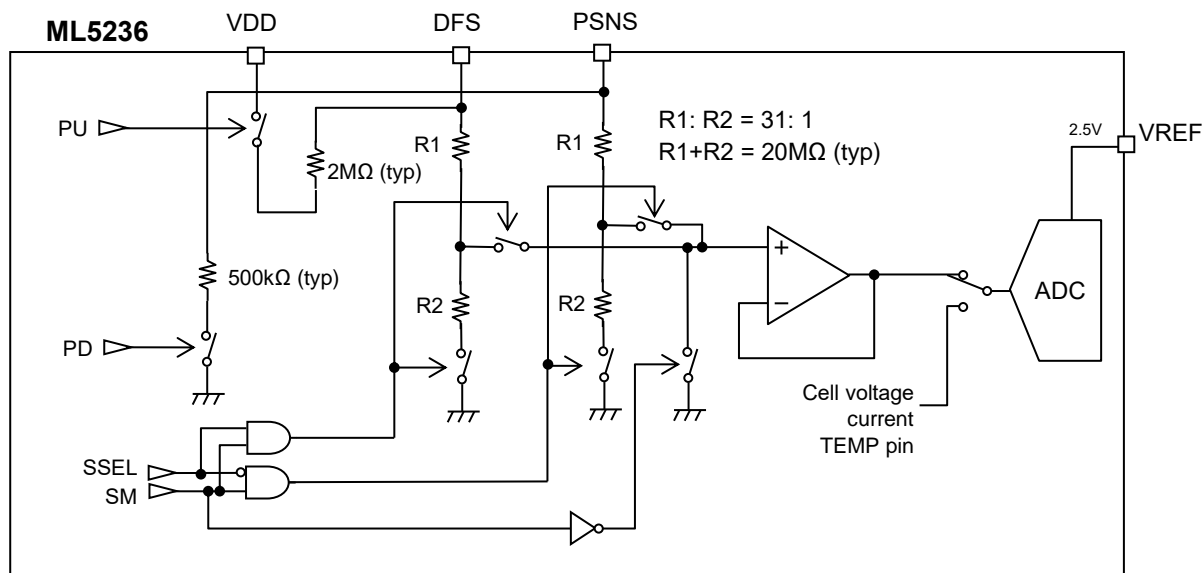 ML5236
VDD
DFS
PSNS
PU
R1
R1
R1: R2 = 31: 1
R1+R2 = 20MΩ (typ)
2.5V
VREF
2MΩ (typ)
500kΩ (typ)
R2
R2
+
−
ADC
PD
Cell voltage
current
TEMP pin
SSEL
SM